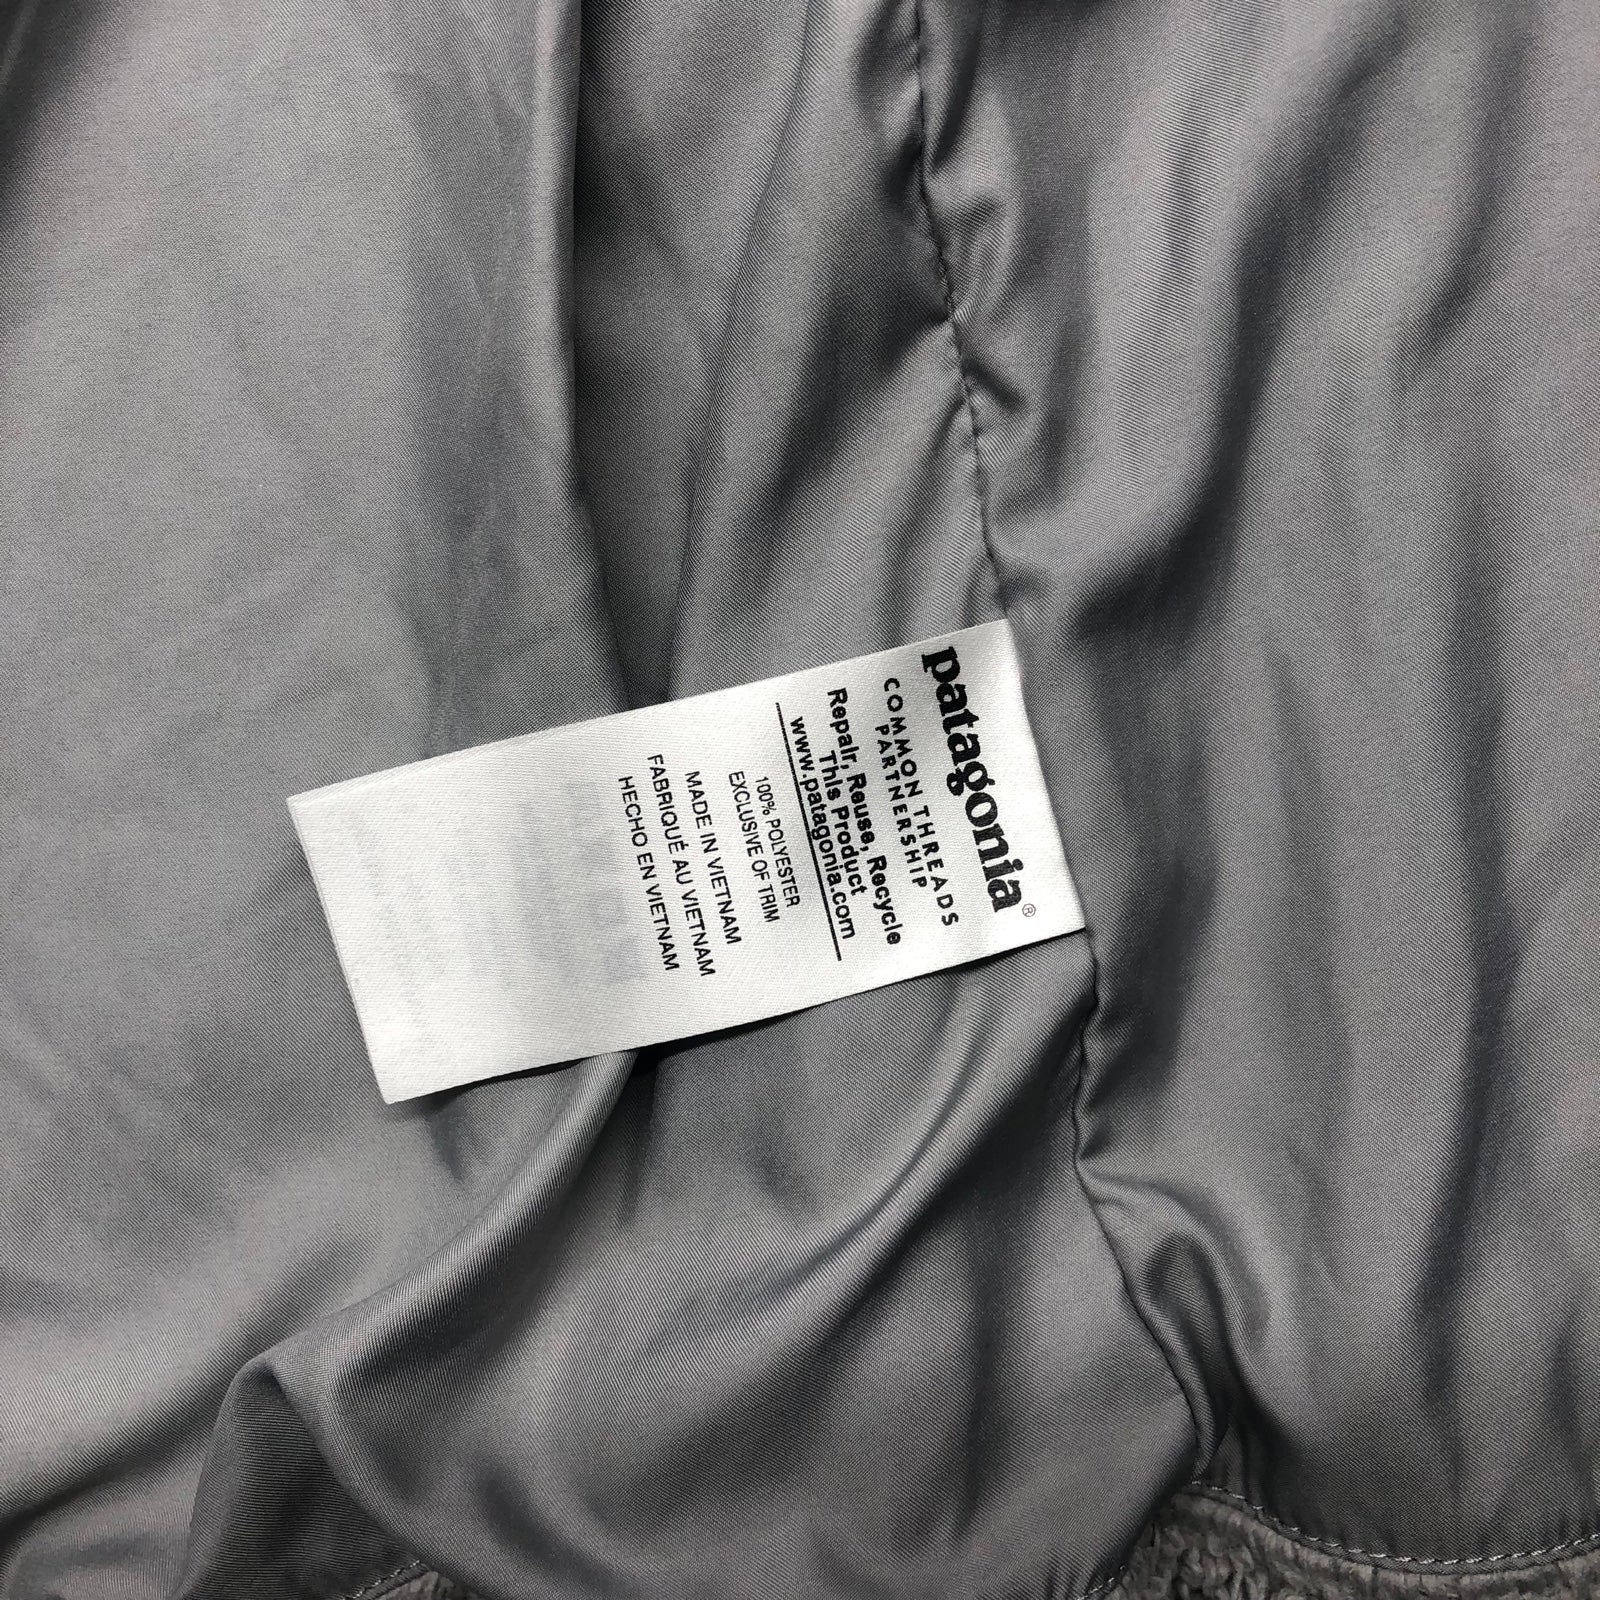 patagonia®
COMMON THREADS
PARTNERSHIP
Repair, Reuse, Recycle
This Product
www.patagonia.com
100% POLYESTER
EXCLUSIVE OF TRIM
MADE IN VIETNAM
FABRIQUÉ AU VIETNAM
HECHO EN VIETNAM